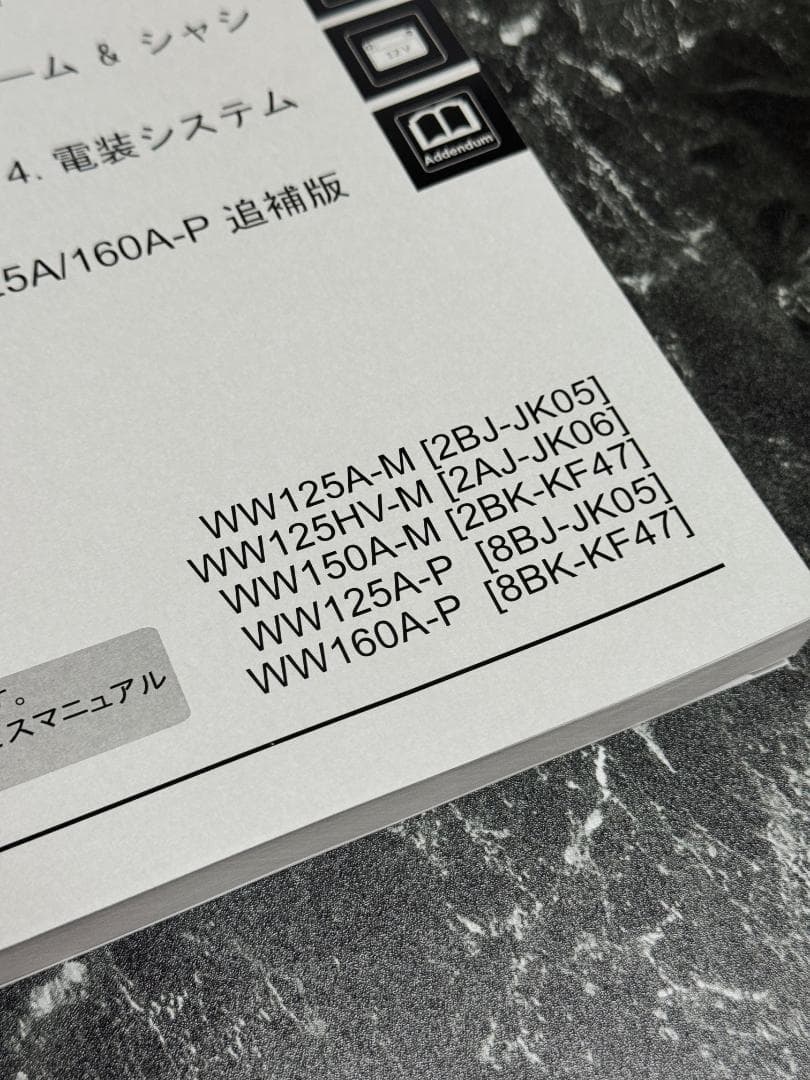 ーム & シャシ
12V
4. 電装システム
Addendum
5A/160A-P 追補版
WW125A-M [2BJ-JK05]
WW125HV-M [2AJ-JK06]
WW150A-M [2BK-KF47]
WW125A-P [8BJ-JK05]
WW160A-P [8BK-KF47]
す。
スマニュアル